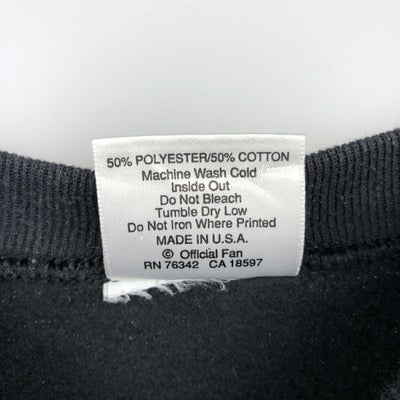 50% POLYESTER/50% COTTON
Machine Wash Cold
Inside Out
Do Not Bleach
Tumble Dry Low
Do Not Iron Where Printed
MADE IN U.S.A.
© Official Fan
RN 76342 CA 18597